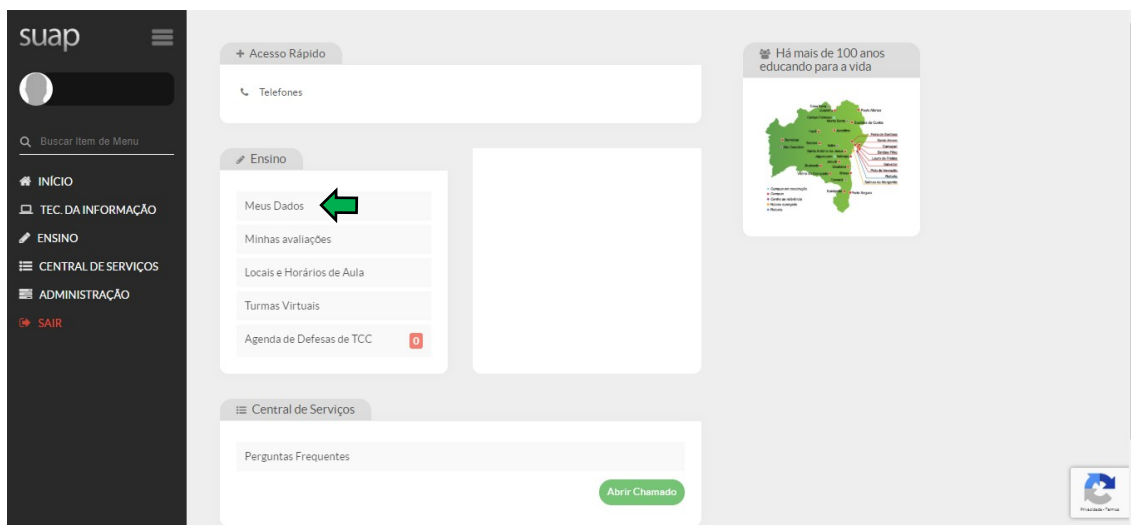 suap
Buscar Item de Menu
INÍCIO
TEC. DA INFORMAÇÃO
ENSINO
CENTRAL DE SERVIÇOS
ADMINISTRAÇÃO
SAIR
Acesso Rápido
Telefones
Ensino
Meus Dados
Minhas avaliações
Locais e Horários de Aula
Turmas Virtuais
Agenda de Defesas de TCC 0
Central de Serviços
Perguntas Frequentes
Abrir Chamado
Há mais de 100 anos
educando para a vida
Privacidade - Termos